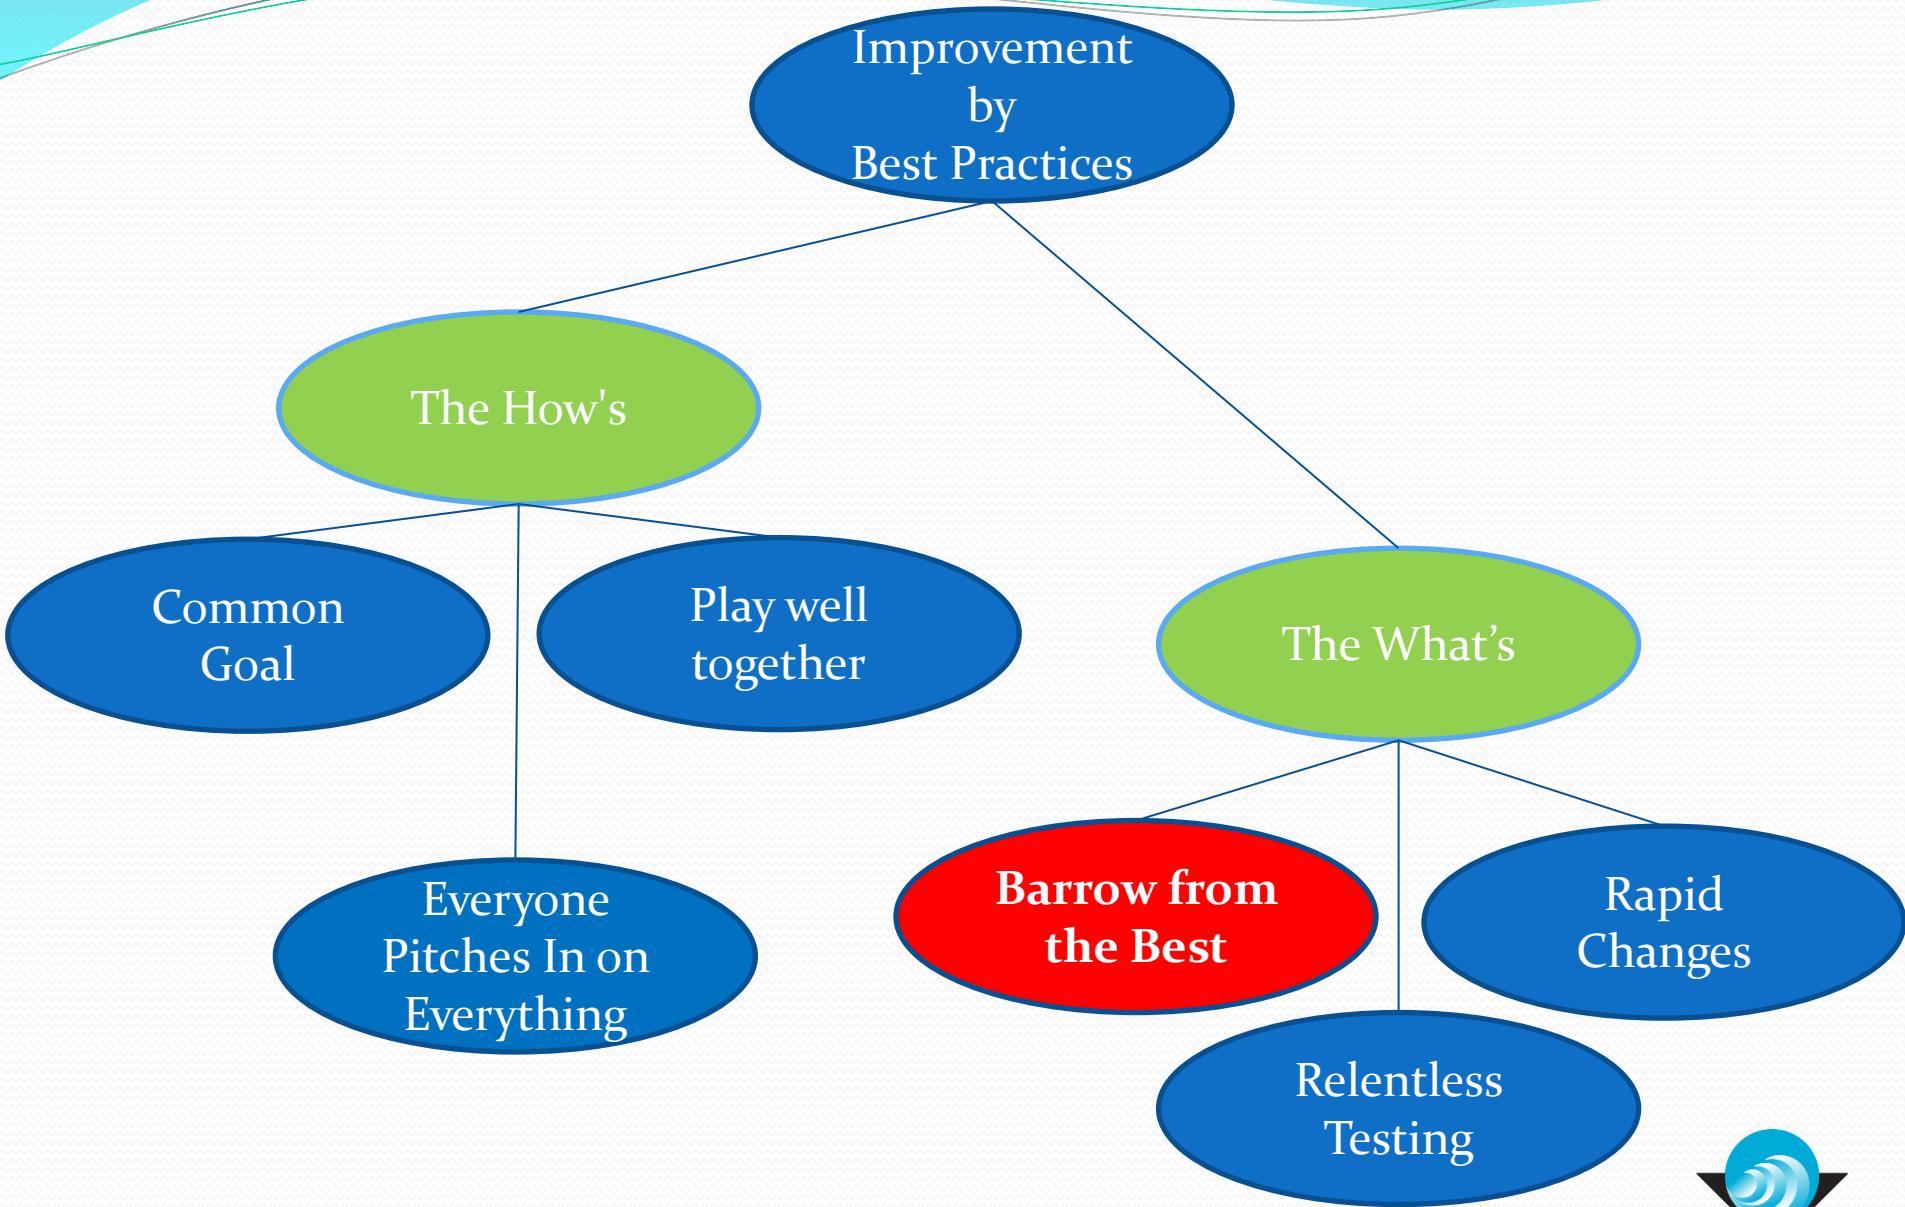 Improvement
by
Best Practices
The How's
Common
Goal
Play well
together
Everyone
Pitches In on
Everything
The What’s
Barrow from
the Best
Rapid
Changes
Relentless
Testing